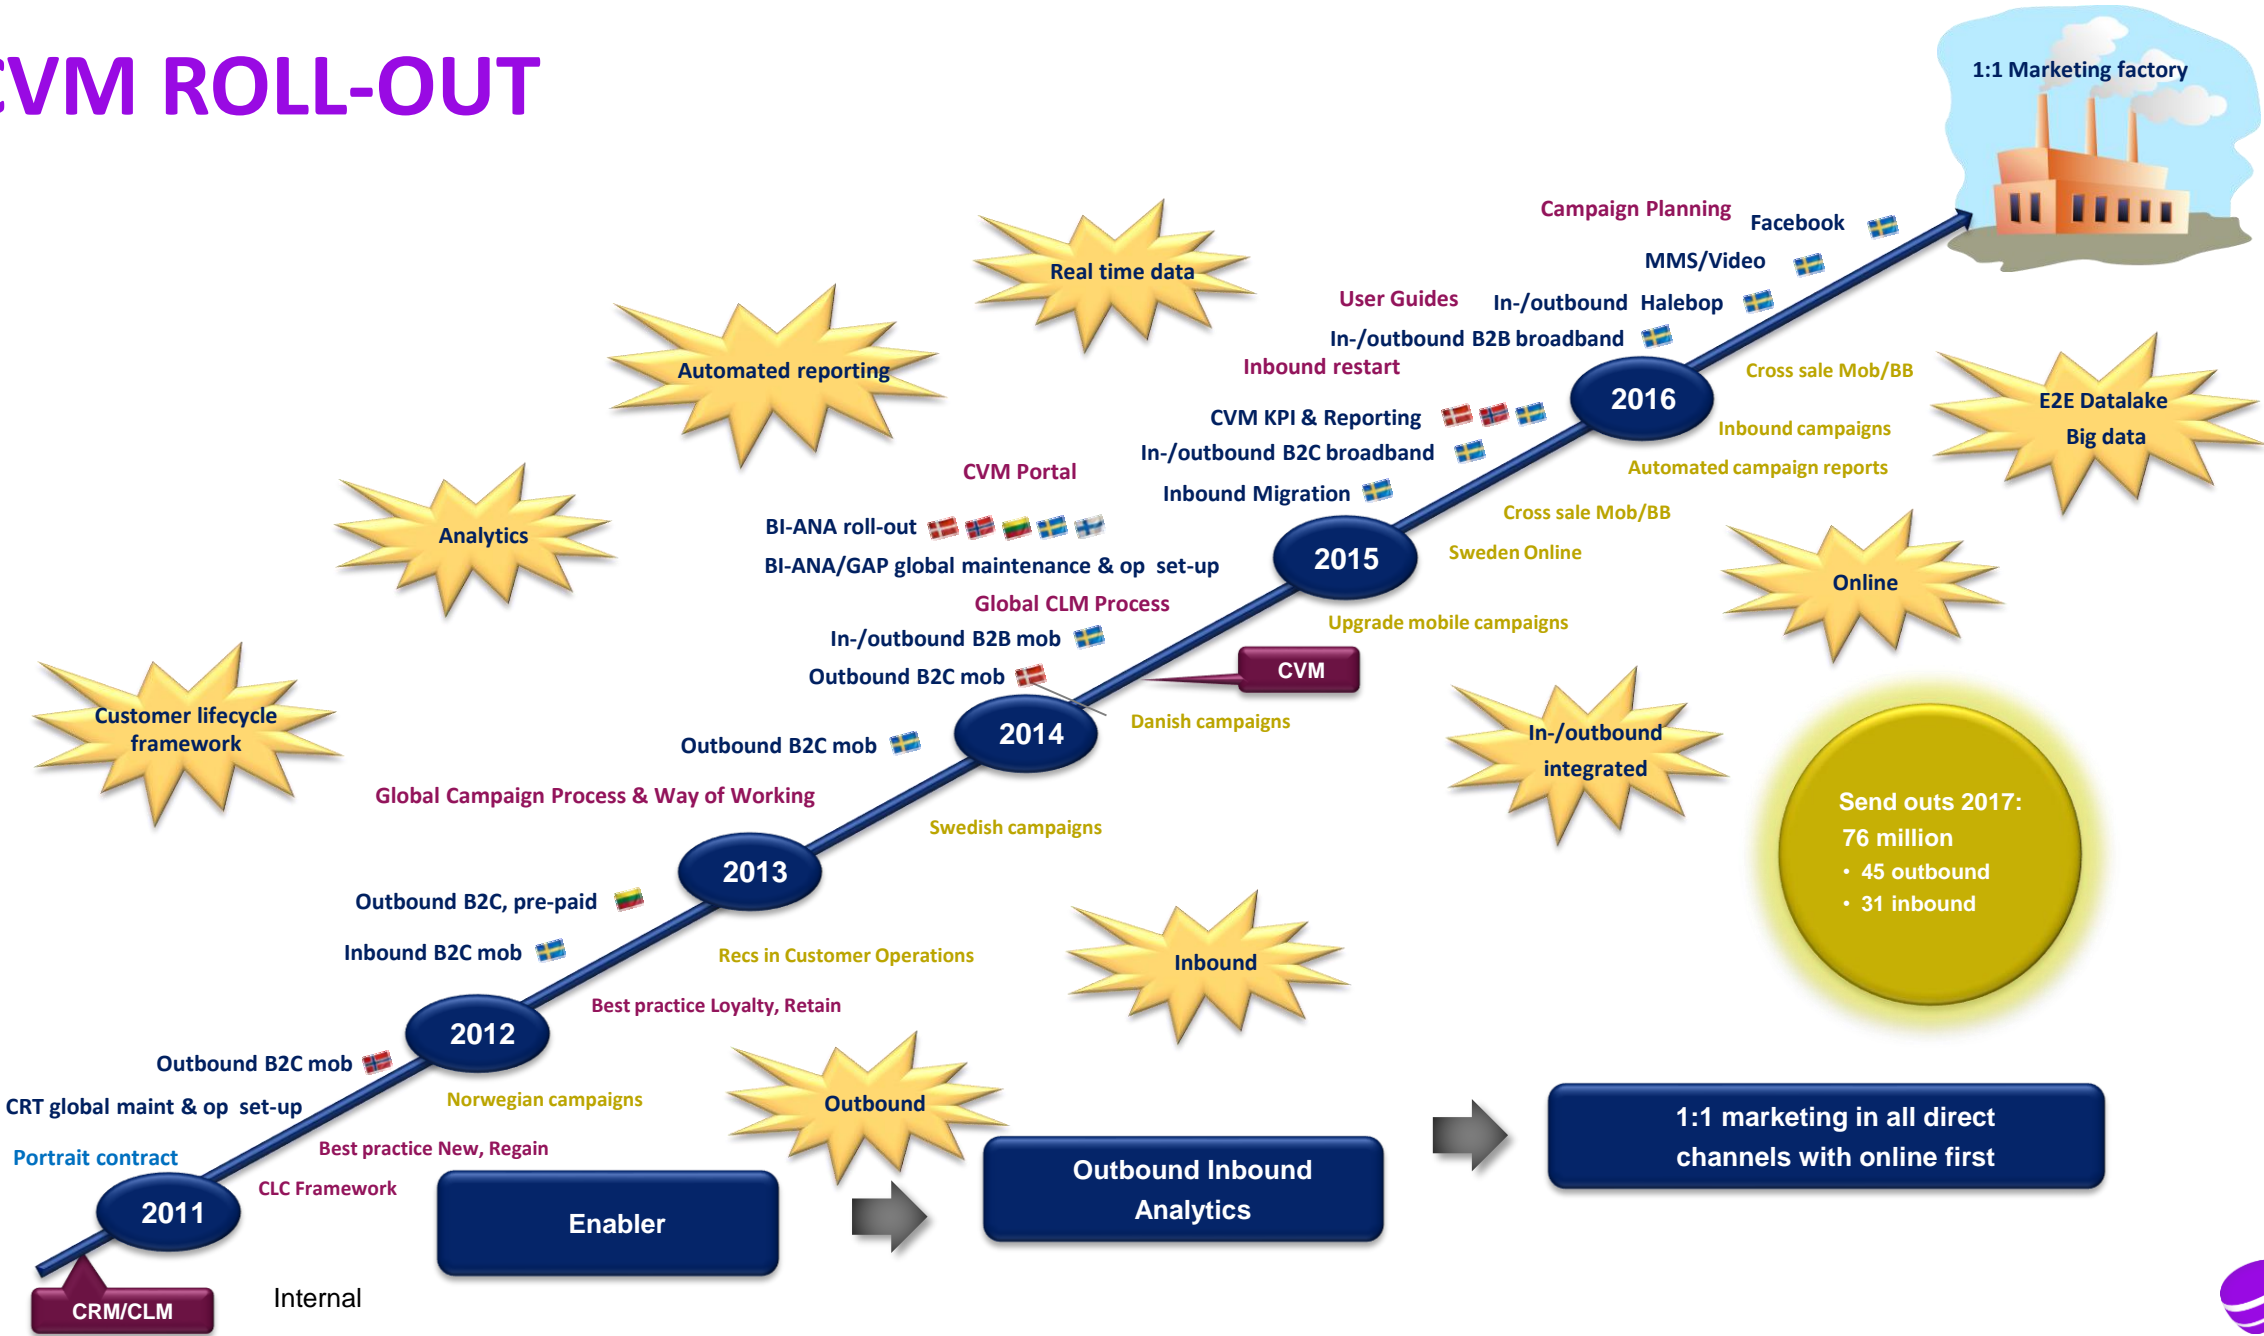 CVM ROLL-OUT
1:1 Marketing factory
Campaign Planning
Facebook
MMS/Video
User Guides
In-/outbound Halebop
In-/outbound B2B broadband
Inbound restart
Real time data
Automated reporting
Analytics
Customer lifecycle
framework
2016
Cross sale Mob/BB
Inbound campaigns
Automated campaign reports
E2E Datalake
Big data
CVM KPI & Reporting
In-/outbound B2C broadband
Inbound Migration
CVM Portal
BI-ANA roll-out
BI-ANA/GAP global maintenance & op set-up
Global CLM Process
In-/outbound B2B mob
Outbound B2C mob
2015
Cross sale Mob/BB
Sweden Online
Upgrade mobile campaigns
Online
CVM
2014
Danish campaigns
In-/outbound
integrated
Outbound B2C mob
Global Campaign Process & Way of Working
Swedish campaigns
Send outs 2017:
76 million
• 45 outbound
• 31 inbound
2013
Outbound B2C, pre-paid
Inbound B2C mob
Recs in Customer Operations
Inbound
Best practice Loyalty, Retain
2012
Outbound B2C mob
CRT global maint & op set-up
Portrait contract
Norwegian campaigns
Best practice New, Regain
CLC Framework
2011
Outbound
Enabler
Outbound Inbound
Analytics
1:1 marketing in all direct
channels with online first
CRM/CLM
Internal